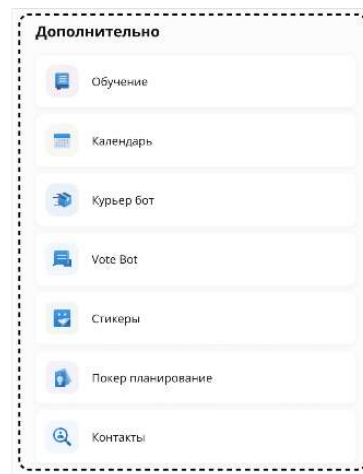 Дополнительно
Обучение
Календарь
Курьер бот
Vote Bot
Стикеры
Покер планирование
Контакты